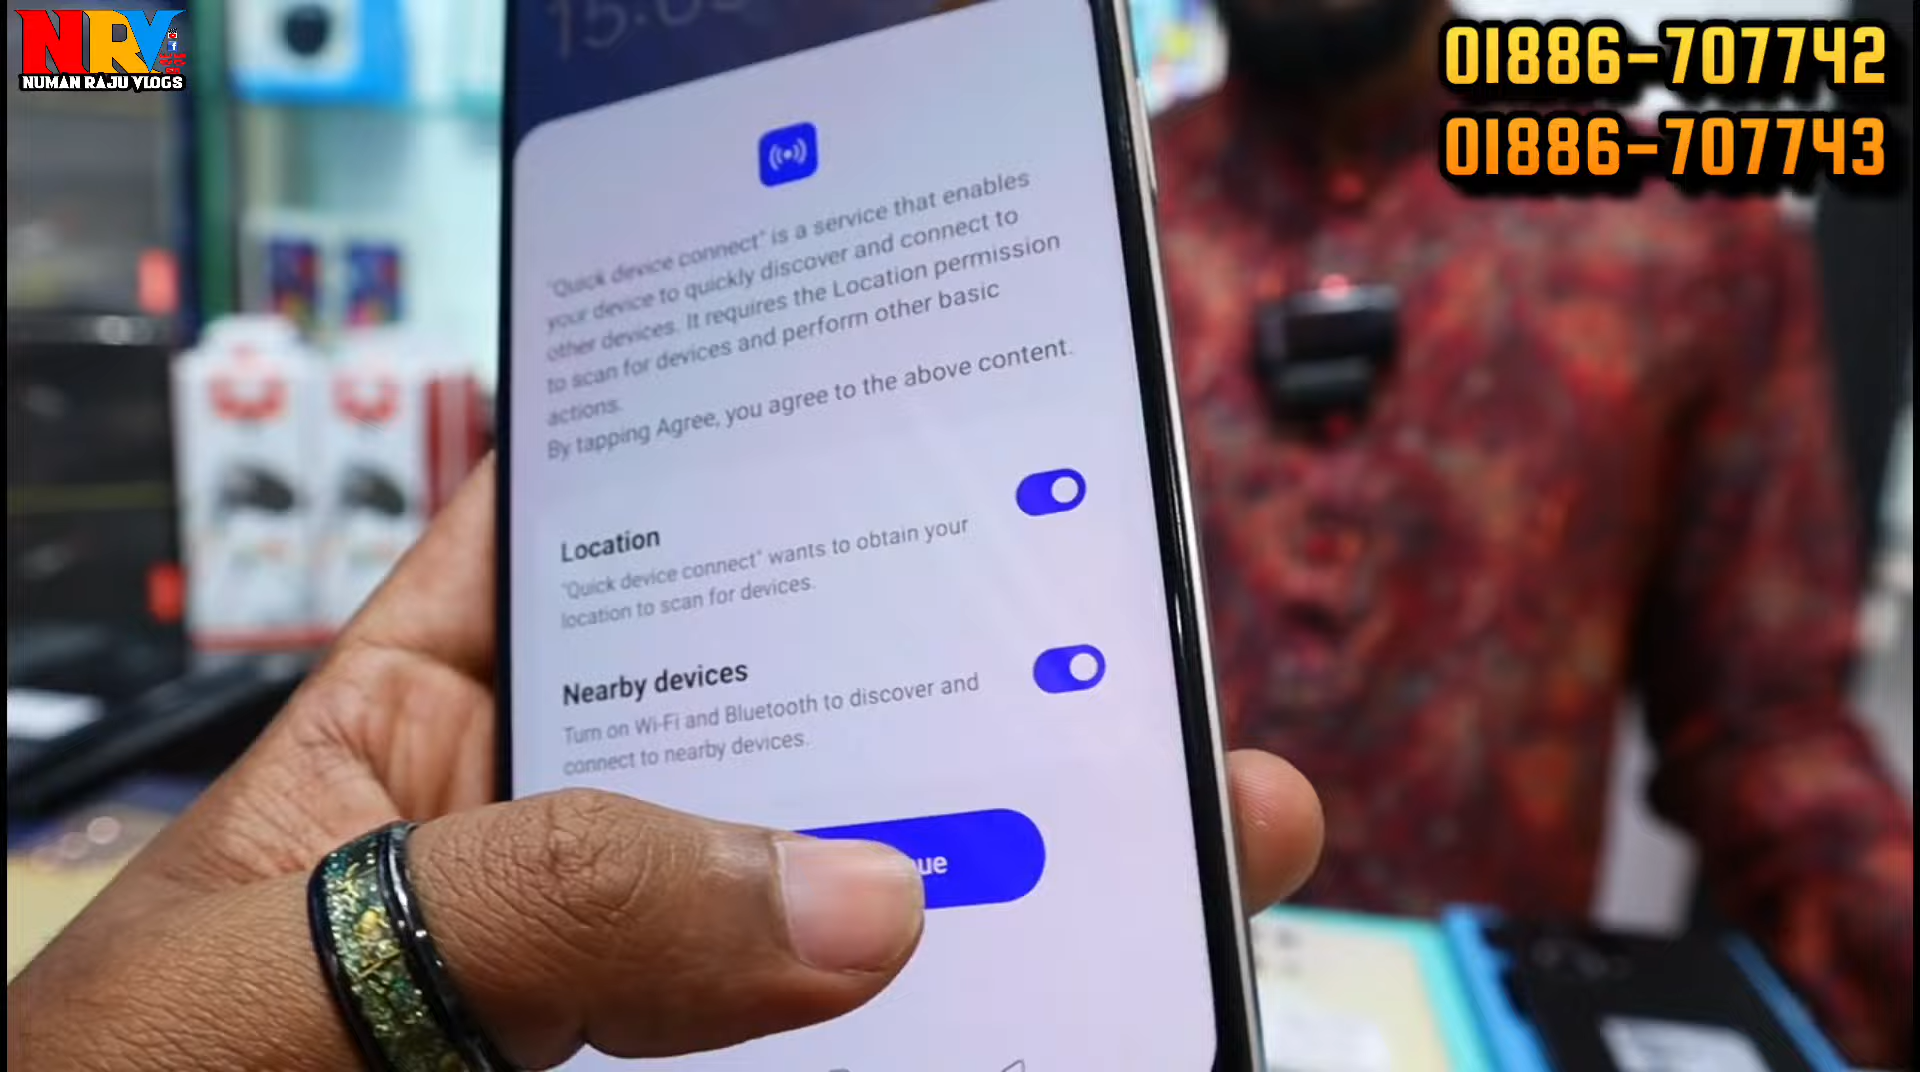 NRV
NUMAN RAJU VLOGS
01886-707742
01886-707743
"Quick device connect" is a service that enables
your device to quickly discover and connect to
other devices. It requires the Location permission
to scan for devices and perform other basic
actions.
By tapping Agree, you agree to the above content.
Location
"Quick device connect" wants to obtain your
location to scan for devices.
Nearby devices
Turn on Wi-Fi and Bluetooth to discover and
connect to nearby devices.
ue